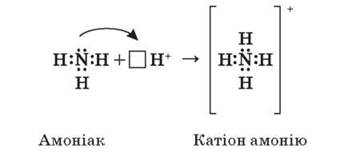 H:N̤̈:H + □ H⁺ → [H:N̤̈:H]⁺
H
H
H
Амоніак
Катіон амонію